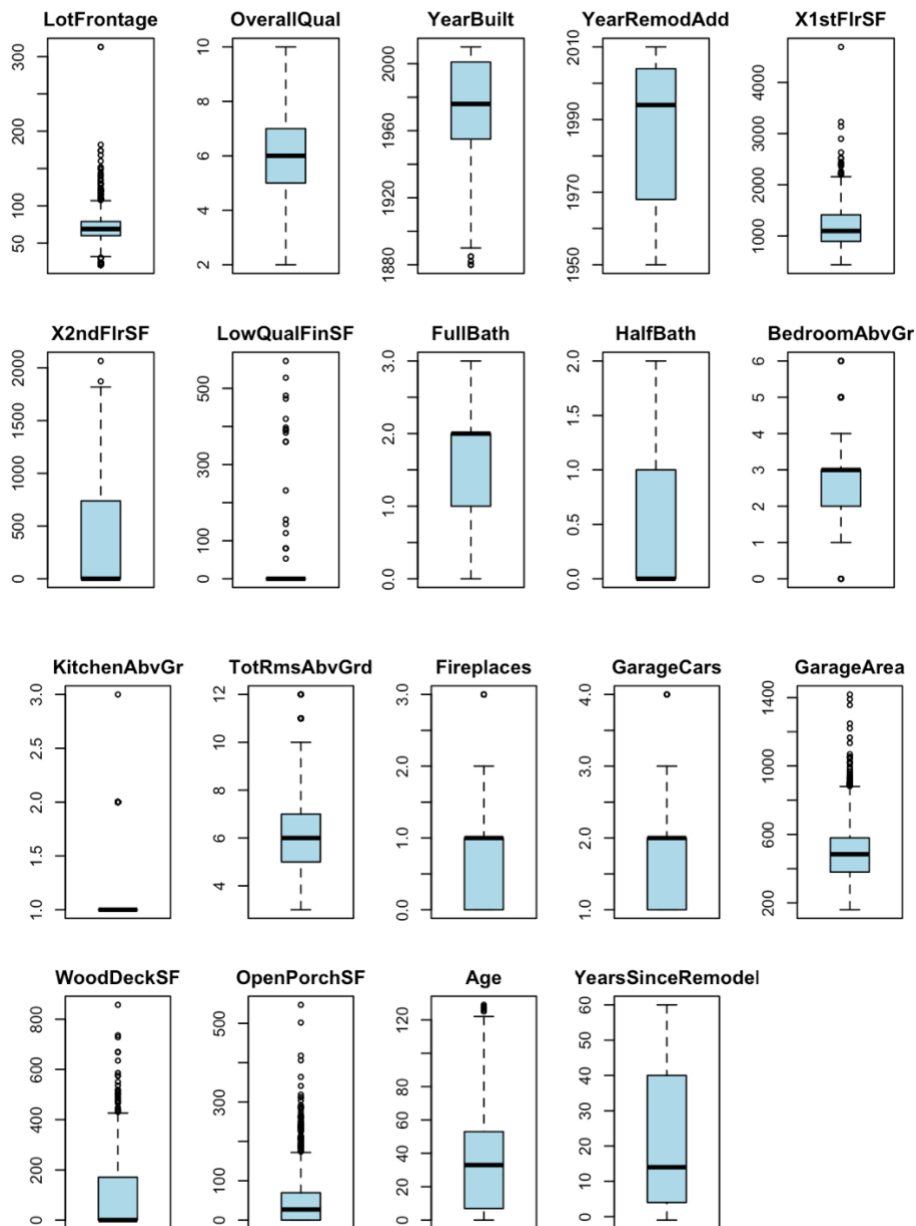 LotFrontage
50 100 200 300
OverallQual
2 4 6 8 10
YearBuilt
1880 1920 1960 2000
YearRemodAdd
1950 1970 1990 2010
X1stFlrSF
1000 2000 3000 4000
X2ndFlrSF
0 500 1000 1500 2000
LowQualFinSF
0 100 300 500
FullBath
0.0 1.0 2.0 3.0
HalfBath
0.0 0.5 1.0 1.5 2.0
BedroomAbvGr
0 1 2 3 4 5 6
KitchenAbvGr
1.0 1.5 2.0 2.5 3.0
TotRmsAbvGrd
4 6 8 10 12
Fireplaces
0.0 1.0 2.0 3.0
GarageCars
1.0 2.0 3.0 4.0
GarageArea
200 600 1000 1400
WoodDeckSF
0 200 400 600 800
OpenPorchSF
0 100 300 500
Age
0 20 40 60 80 120
YearsSinceRemodel
0 10 20 30 40 50 60